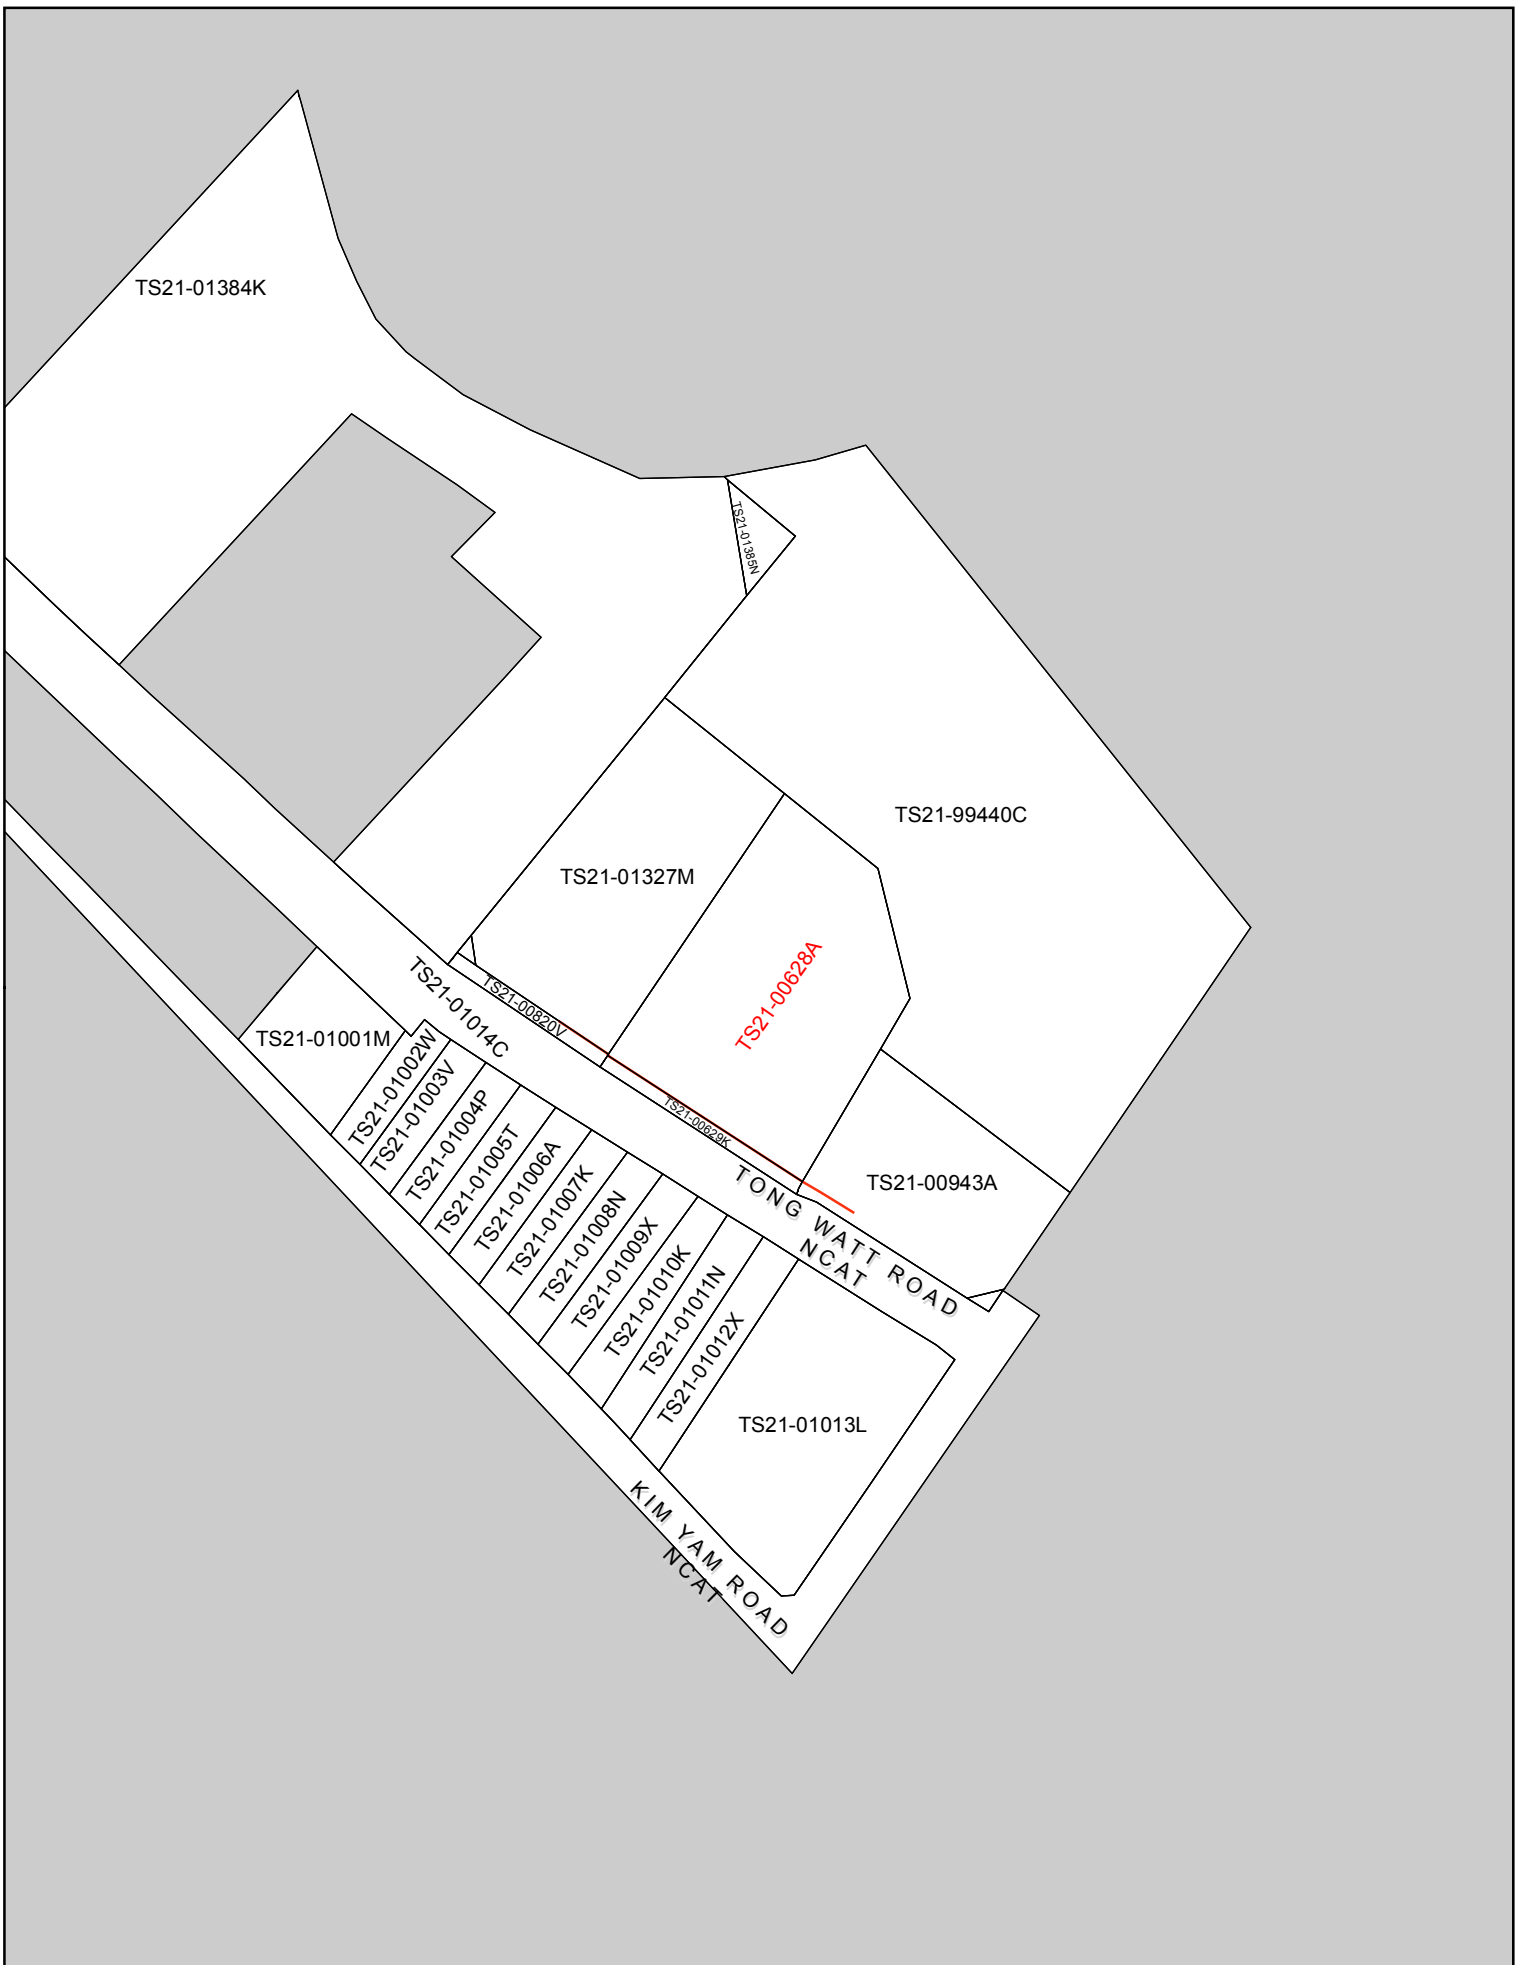 TS21-01384K
TS21-01385N
TS21-99440C
TS21-01327M
TS21-00628A
TS21-00820V
TS21-01014C
TS21-01001M
TS21-01002W
TS21-01003V
TS21-01004P
TS21-01005T
TS21-01006A
TS21-01007K
TS21-01008N
TS21-01009X
TS21-01010K
TS21-01011N
TS21-01012X
TS21-00629K
TS21-00943A
TONG WATT ROAD
NCAT
TS21-01013L
KIM YAM ROAD
NCAT